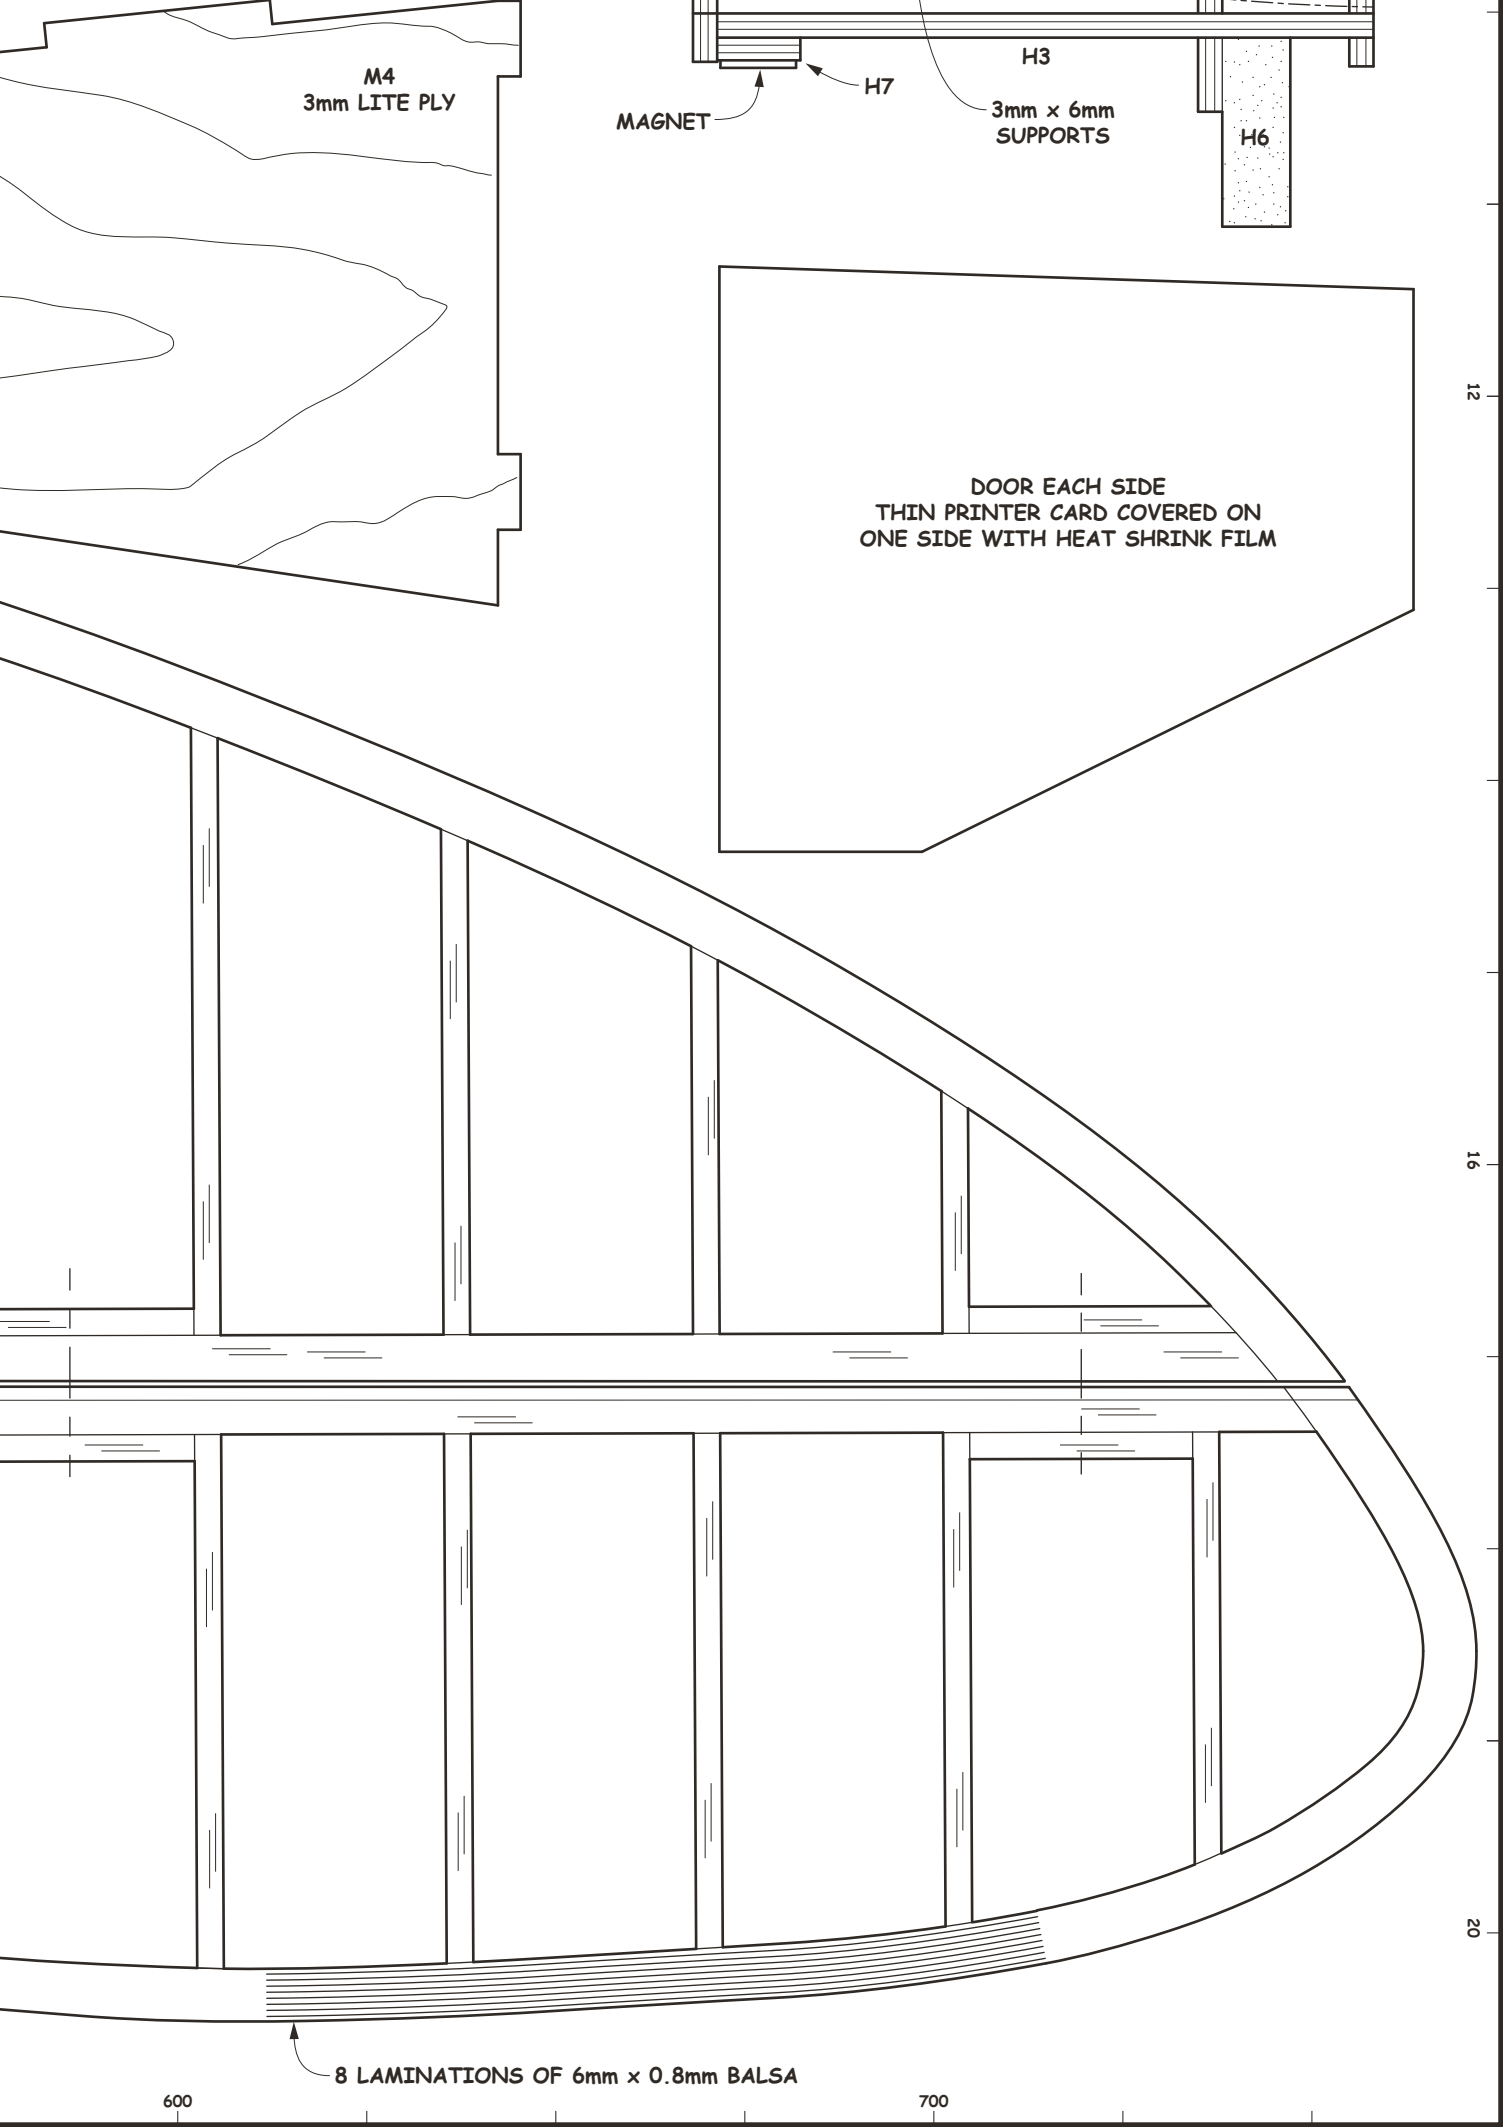 M4
3mm LITE PLY
H3
H7
MAGNET
3mm x 6mm
SUPPORTS
H6
12
DOOR EACH SIDE
THIN PRINTER CARD COVERED ON
ONE SIDE WITH HEAT SHRINK FILM
16
20
8 LAMINATIONS OF 6mm x 0.8mm BALSA
600
700